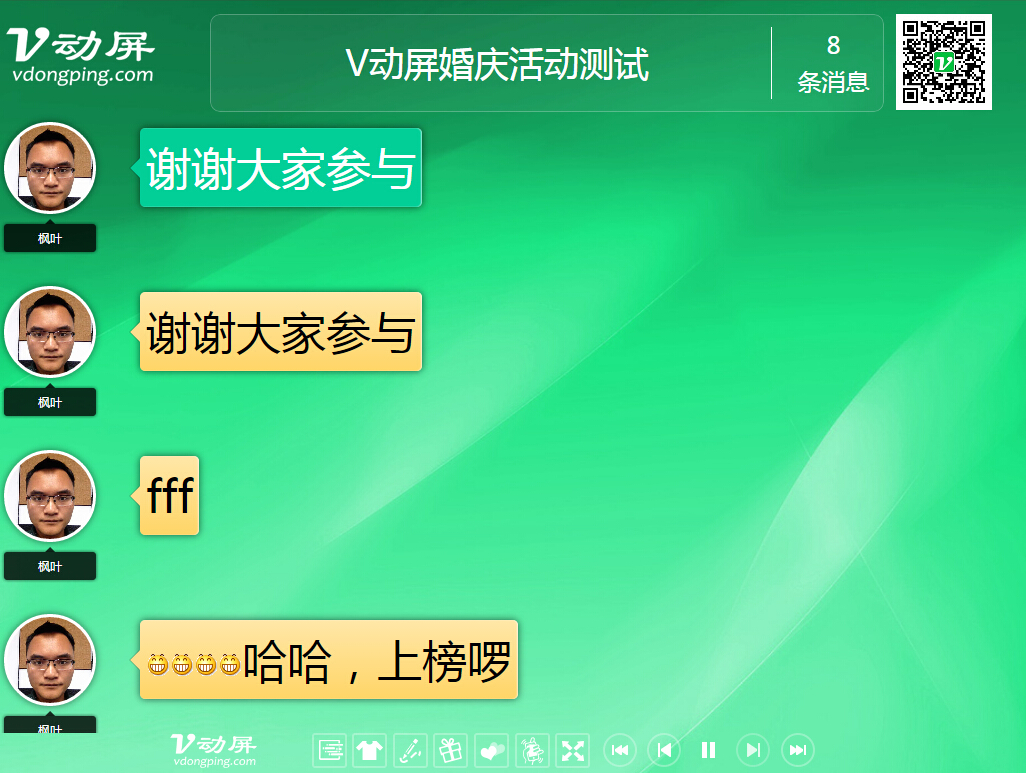 V动屏
vdongping.com
V动屏婚庆活动测试
8
条消息
谢谢大家参与
枫叶
谢谢大家参与
枫叶
fff
枫叶
哈哈，上榜啰
枫叶
V动屏
vdongping.com